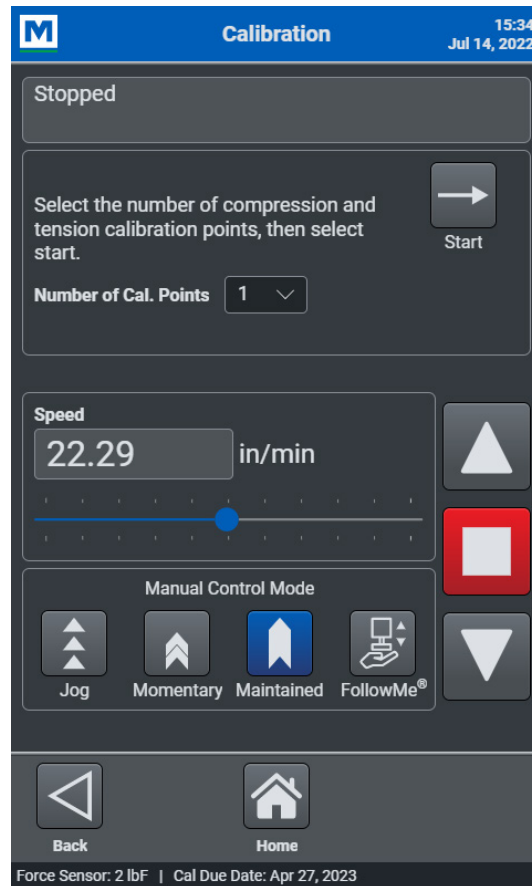 M
Calibration
15:34
Jul 14, 2022
Stopped
Select the number of compression and
tension calibration points, then select
start.
Start
Number of Cal. Points 1
Speed
22.29 in/min
Manual Control Mode
Jog Momentary Maintained FollowMe®
Back Home
Force Sensor: 2 lbF | Cal Due Date: Apr 27, 2023